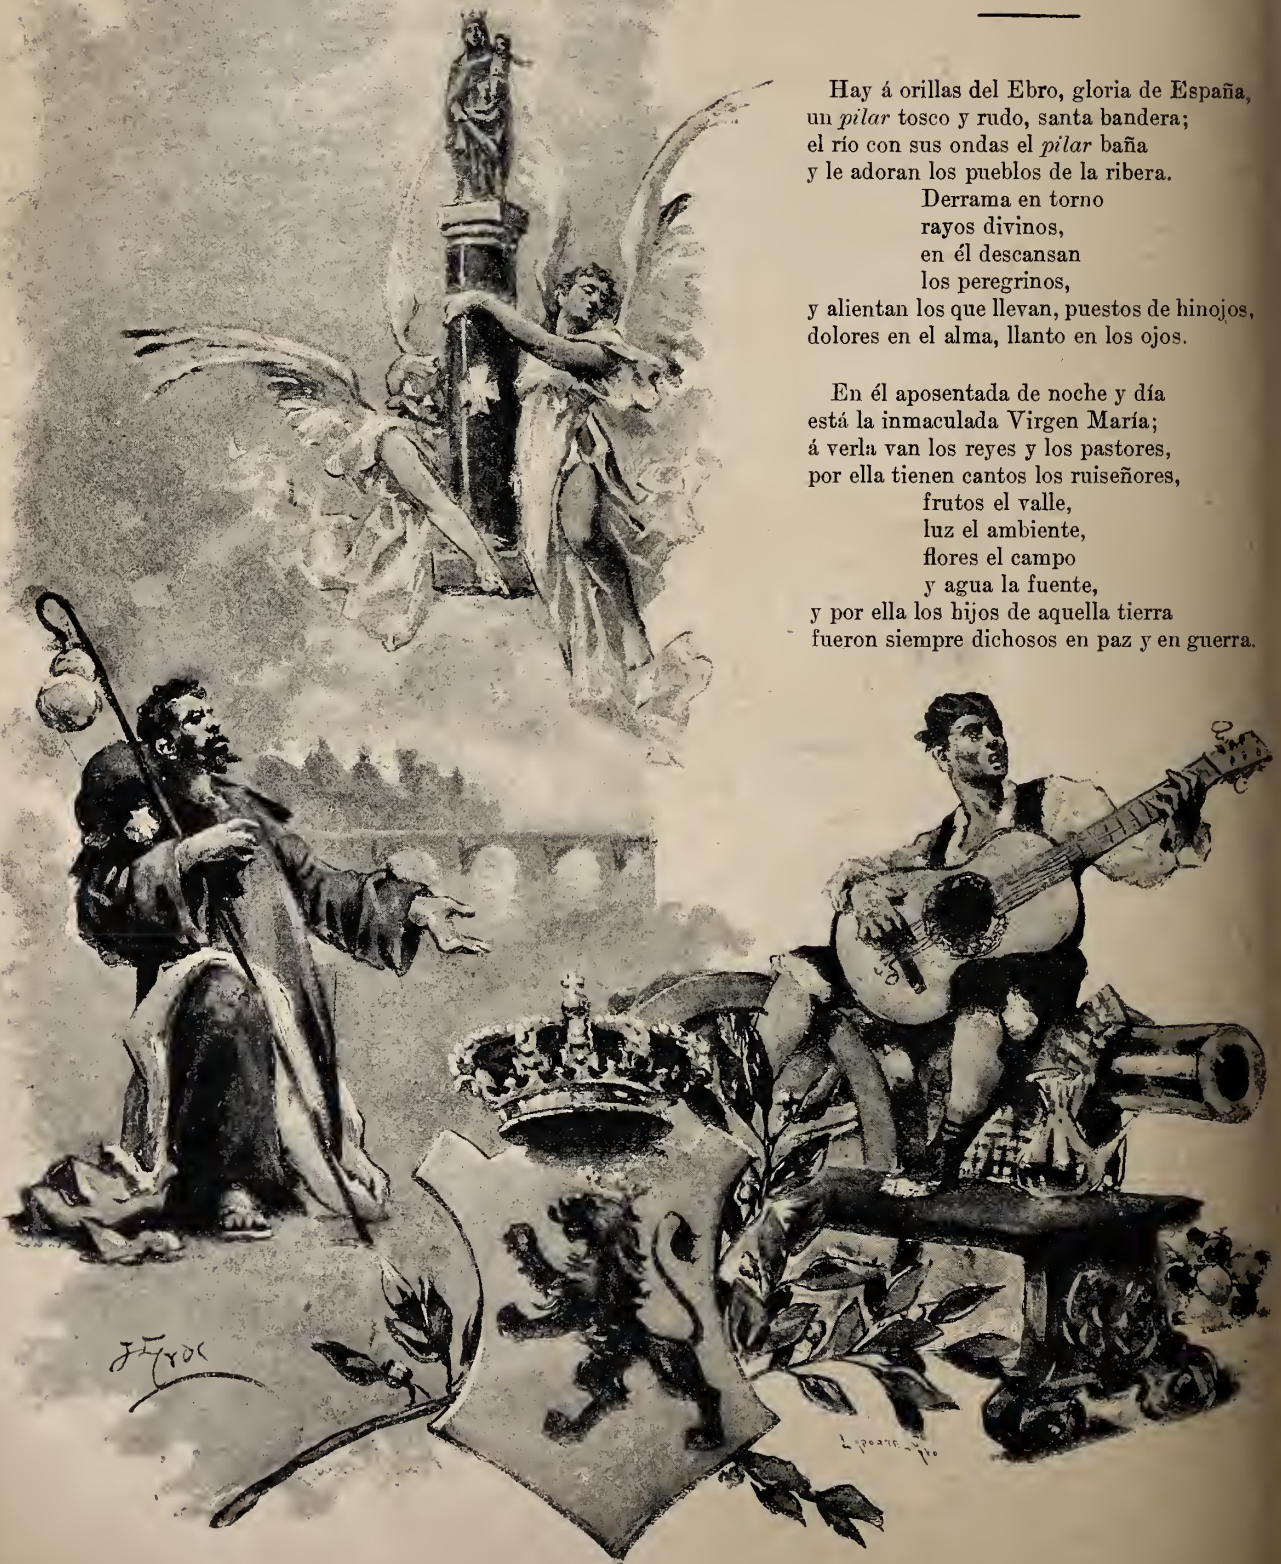 Hay á orillas del Ebro, gloria de España,
un pilar tosco y rudo, santa bandera;
el río con sus ondas el pilar baña
y le adoran los pueblos de la ribera.
Derrama en torno
rayos divinos,
en él descansan
los peregrinos,
y alientan los que llevan, puestos de hinojos,
dolores en el alma, llanto en los ojos.
En él aposentada de noche y día
está la inmaculada Virgen María;
á verla van los reyes y los pastores,
por ella tienen cantos los ruiseñores,
frutos el valle,
luz el ambiente,
flores el campo
y agua la fuente,
y por ella los hijos de aquella tierra
fueron siempre dichosos en paz y en guerra.